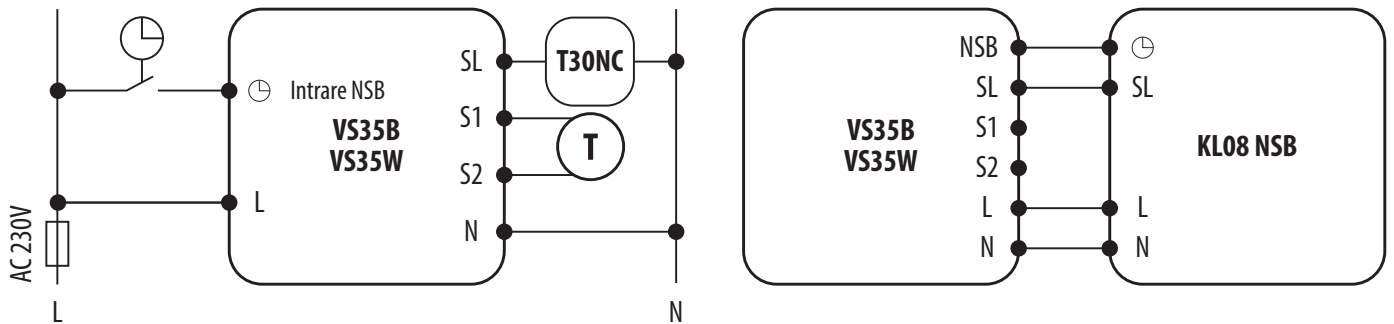 SL
T30NC
Intrare NSB
S1
VS35B
VS35W
T
S2
L
N
AC 230V
L
N
NSB
SL
SL
VS35B
VS35W
S1
S2
KL08 NSB
L
L
N
N